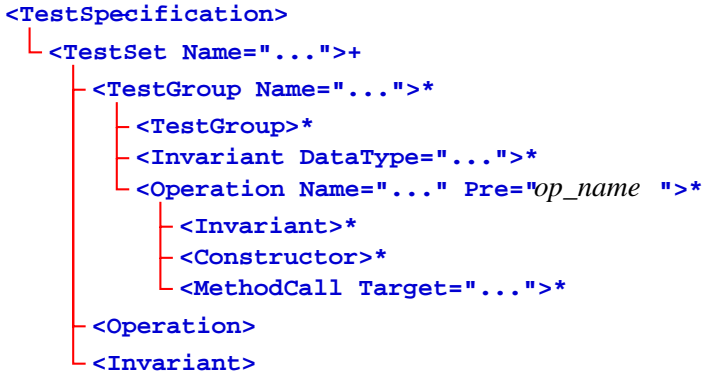 <TestSpecification>
<TestSet Name="...">+
<TestGroup Name="...">*
<TestGroup>*
<Invariant DataType="...">*
<Operation Name="..." Pre="op_name ">*
<Invariant>*
<Constructor>*
<MethodCall Target="...">*
<Operation>
<Invariant>